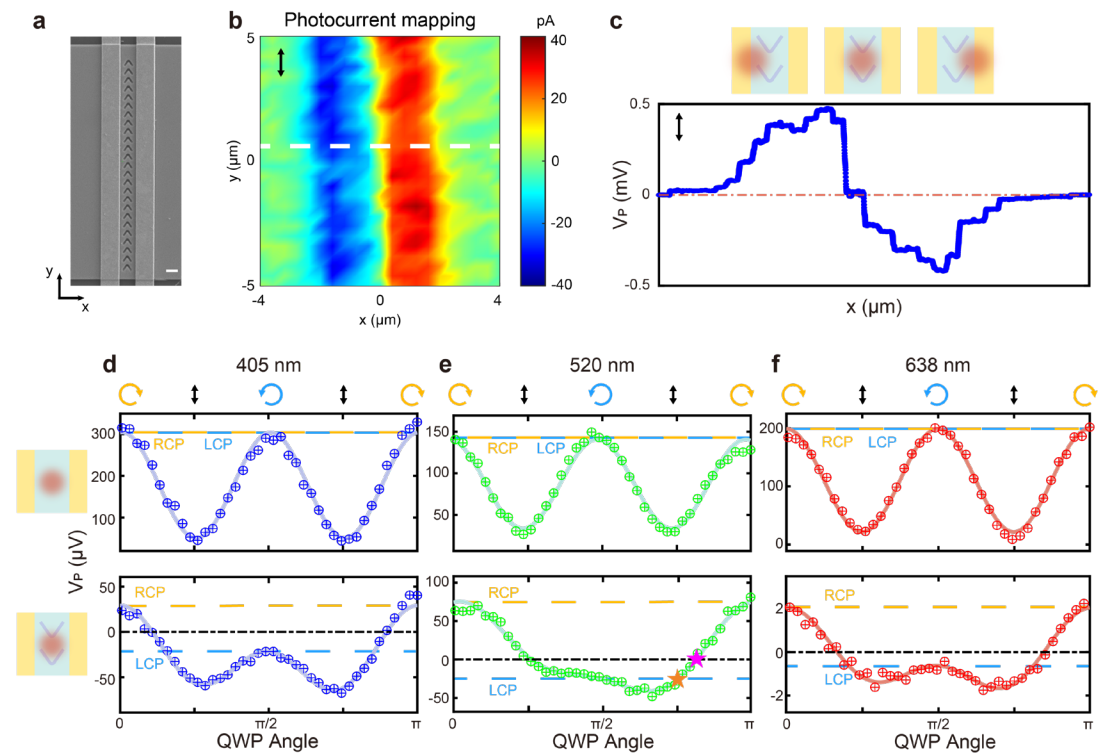 a
b
Photocurrent mapping
pA
c
5
0
-5
y (μm)
-4
0
4
x (μm)
40
20
0
-20
-40
y
x
0.5
0
-0.5
V_P (mV)
x (μm)
d
405 nm
e
520 nm
f
638 nm
300
200
100
RCP
LCP
150
100
50
RCP
LCP
200
100
0
RCP
LCP
V_P (μV)
50
0
-50
RCP
LCP
100
50
0
-50
RCP
LCP
2
0
-2
RCP
LCP
0
π/2
π
0
π/2
π
0
π/2
π
QWP Angle
QWP Angle
QWP Angle